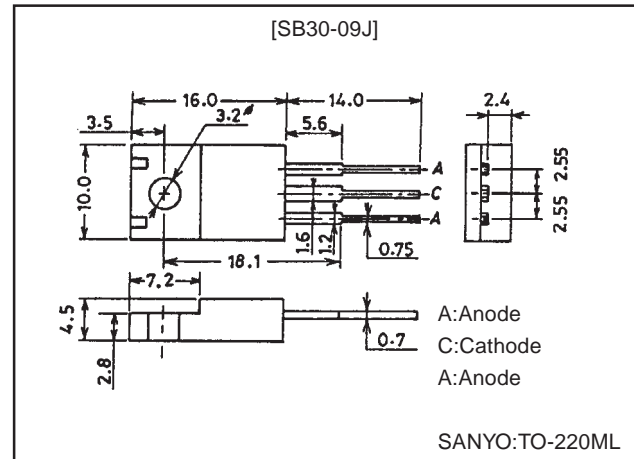 [SB30-09J]
16.0
14.0
2.4
3.5
3.2ø
5.6
10.0
A
C
A
2.55
2.55
1.6
1.2
0.75
18.1
7.2
4.5
2.8
0.7
A:Anode
C:Cathode
A:Anode
SANYO:TO-220ML